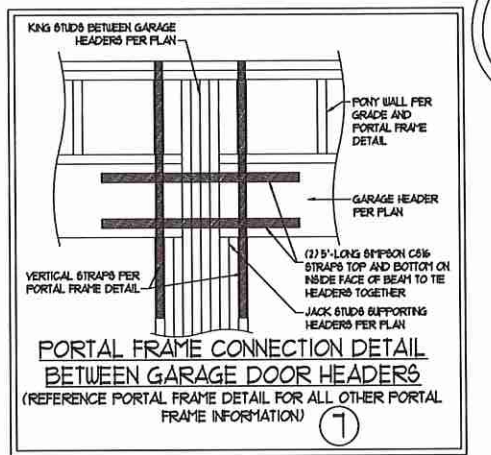 KING STUDS BETWEEN GARAGE
HEADERS PER PLAN
PONY WALL PER
GRADE AND
PORTAL FRAME
DETAIL
GARAGE HEADER
PER PLAN
(2) 5'-LONG SIMPSON CS16
STRAPS TOP AND BOTTOM ON
INSIDE FACE OF BEAM TO TIE
HEADERS TOGETHER
VERTICAL STRAPS PER
PORTAL FRAME DETAIL
JACK STUDS SUPPORTING
HEADERS PER PLAN
PORTAL FRAME CONNECTION DETAIL
BETWEEN GARAGE DOOR HEADERS
(REFERENCE PORTAL FRAME DETAIL FOR ALL OTHER PORTAL
FRAME INFORMATION)
7